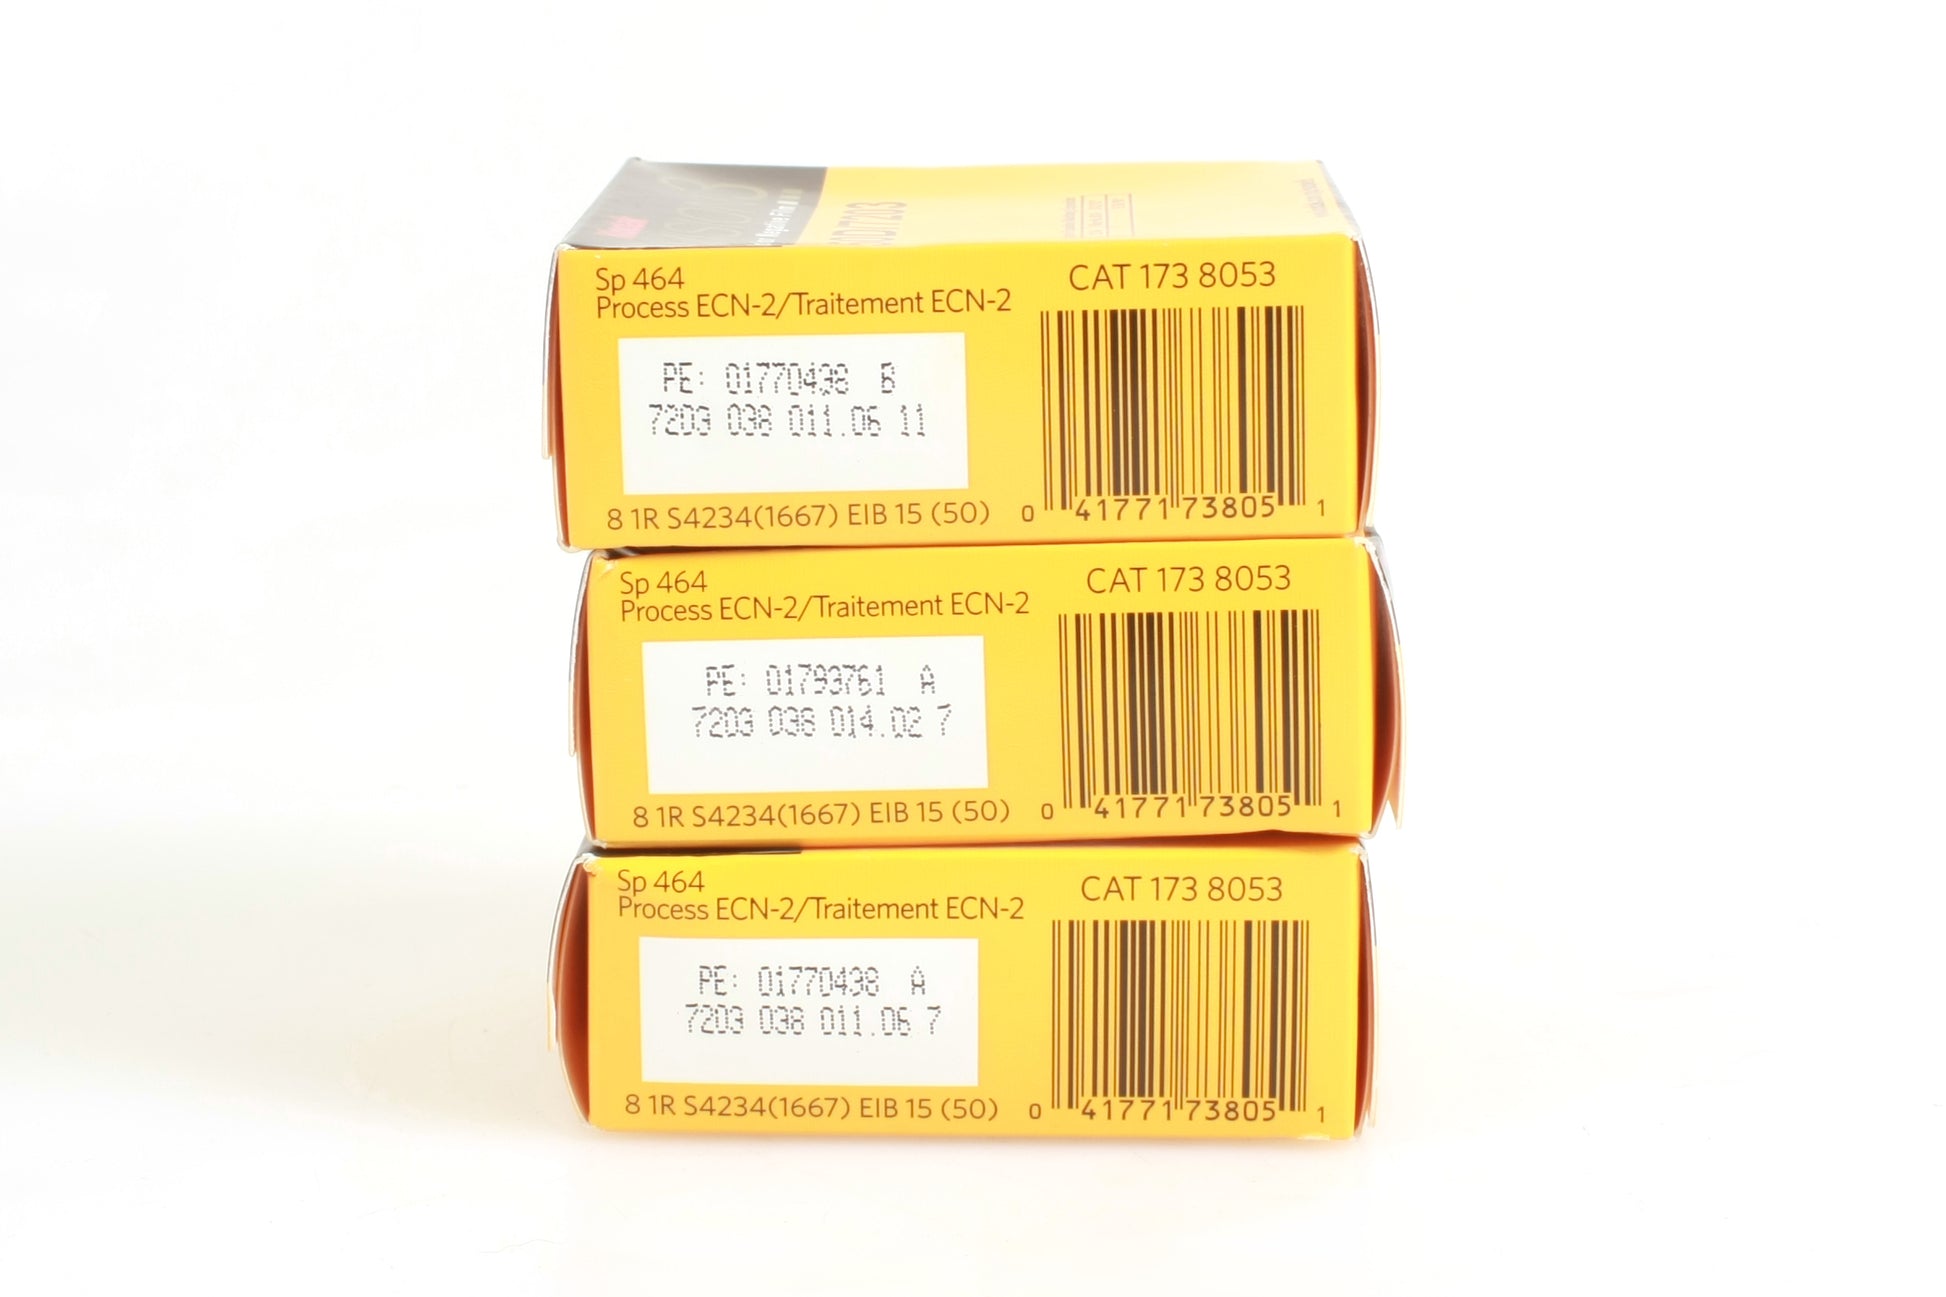 50D/7203
Sp 464
Process ECN-2/Traitement ECN-2
CAT 173 8053
PE: 01770438 B
7203 038 011.06 11
8 1R S4234(1667) EIB 15 (50)
0 41771 73805 1
Sp 464
Process ECN-2/Traitement ECN-2
CAT 173 8053
PE: 01793761 A
7203 038 014.02 7
8 1R S4234(1667) EIB 15 (50)
0 41771 73805 1
Sp 464
Process ECN-2/Traitement ECN-2
CAT 173 8053
PE: 01770438 A
7203 038 011.06 7
8 1R S4234(1667) EIB 15 (50)
0 41771 73805 1